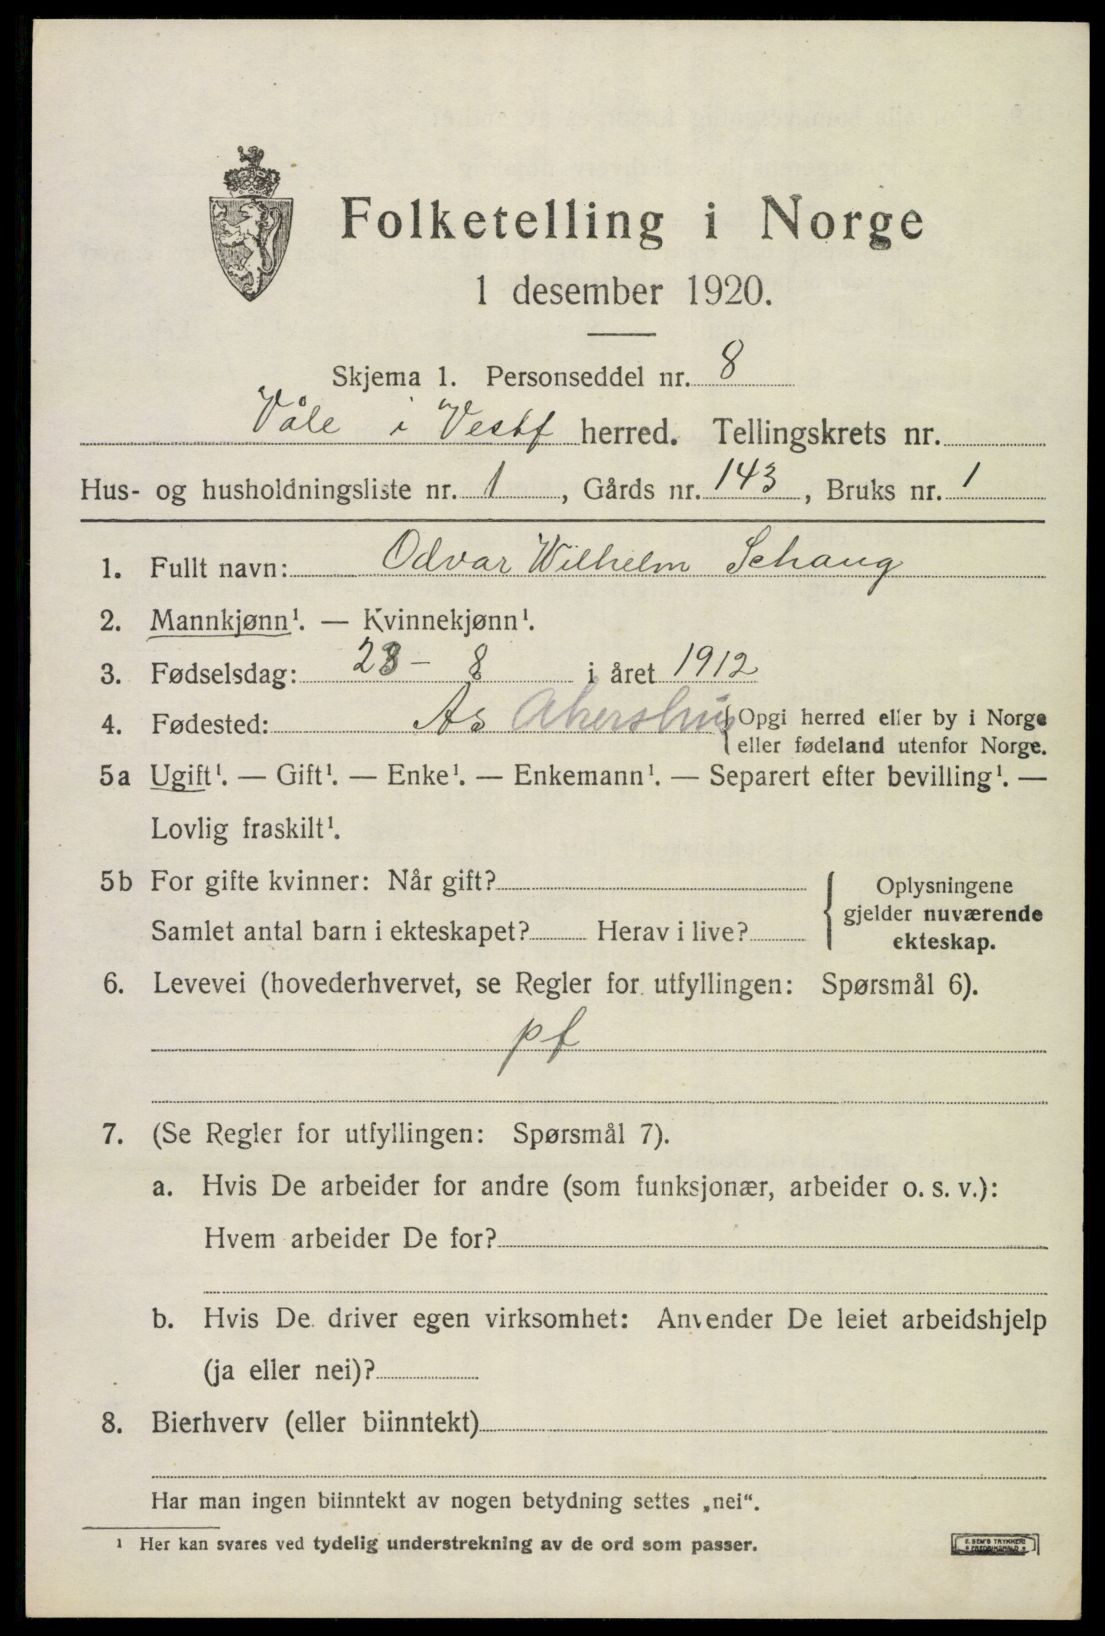 Folketelling i Norge
1 desember 1920.
Skjema 1. Personseddel nr. 8
Våle i Vestf herred. Tellingskrets nr.
Hus- og husholdningsliste nr. 1, Gårds nr. 143, Bruks nr. 1
1. Fullt navn: Odvar Wilhelm Schaug
2. Mannkjønn¹. — Kvinnekjønn¹.
3. Fødselsdag: 28 - 8 i året 1912
4. Fødested: As Akershus {Opgi herred eller by i Norge
eller fødeland utenfor Norge.
5a Ugift¹. — Gift¹. — Enke¹. — Enkemann¹. — Separert efter bevilling¹. —
Lovlig fraskilt¹.
5b For gifte kvinner: Når gift?
Samlet antal barn i ekteskapet? Herav i live?
{ Oplysningene
gjelder nuværende
ekteskap.
6. Levevei (hovederhvervet, se Regler for utfyllingen: Spørsmål 6).
pf
7. (Se Regler for utfyllingen: Spørsmål 7).
a. Hvis De arbeider for andre (som funksjonær, arbeider o. s. v.):
Hvem arbeider De for?
b. Hvis De driver egen virksomhet: Anvender De leiet arbeidshjelp
(ja eller nei)?
8. Bierhverv (eller biinntekt)
Har man ingen biinntekt av nogen betydning settes „nei“.
¹ Her kan svares ved tydelig understrekning av de ord som passer.
E. SEM'S TRYKKERI
FREDRIKSHALD